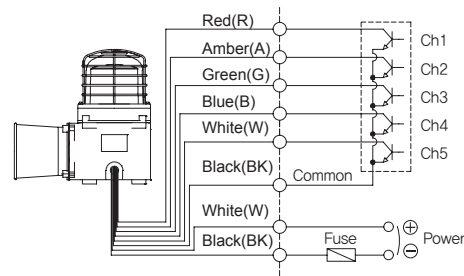 Red(R)
Amber(A) Ch1
Green(G) Ch2
Blue(B) Ch3
White(W) Ch4
Ch5
Black(BK) Common
White(W)
⊕
Black(BK) Fuse Power
⊖